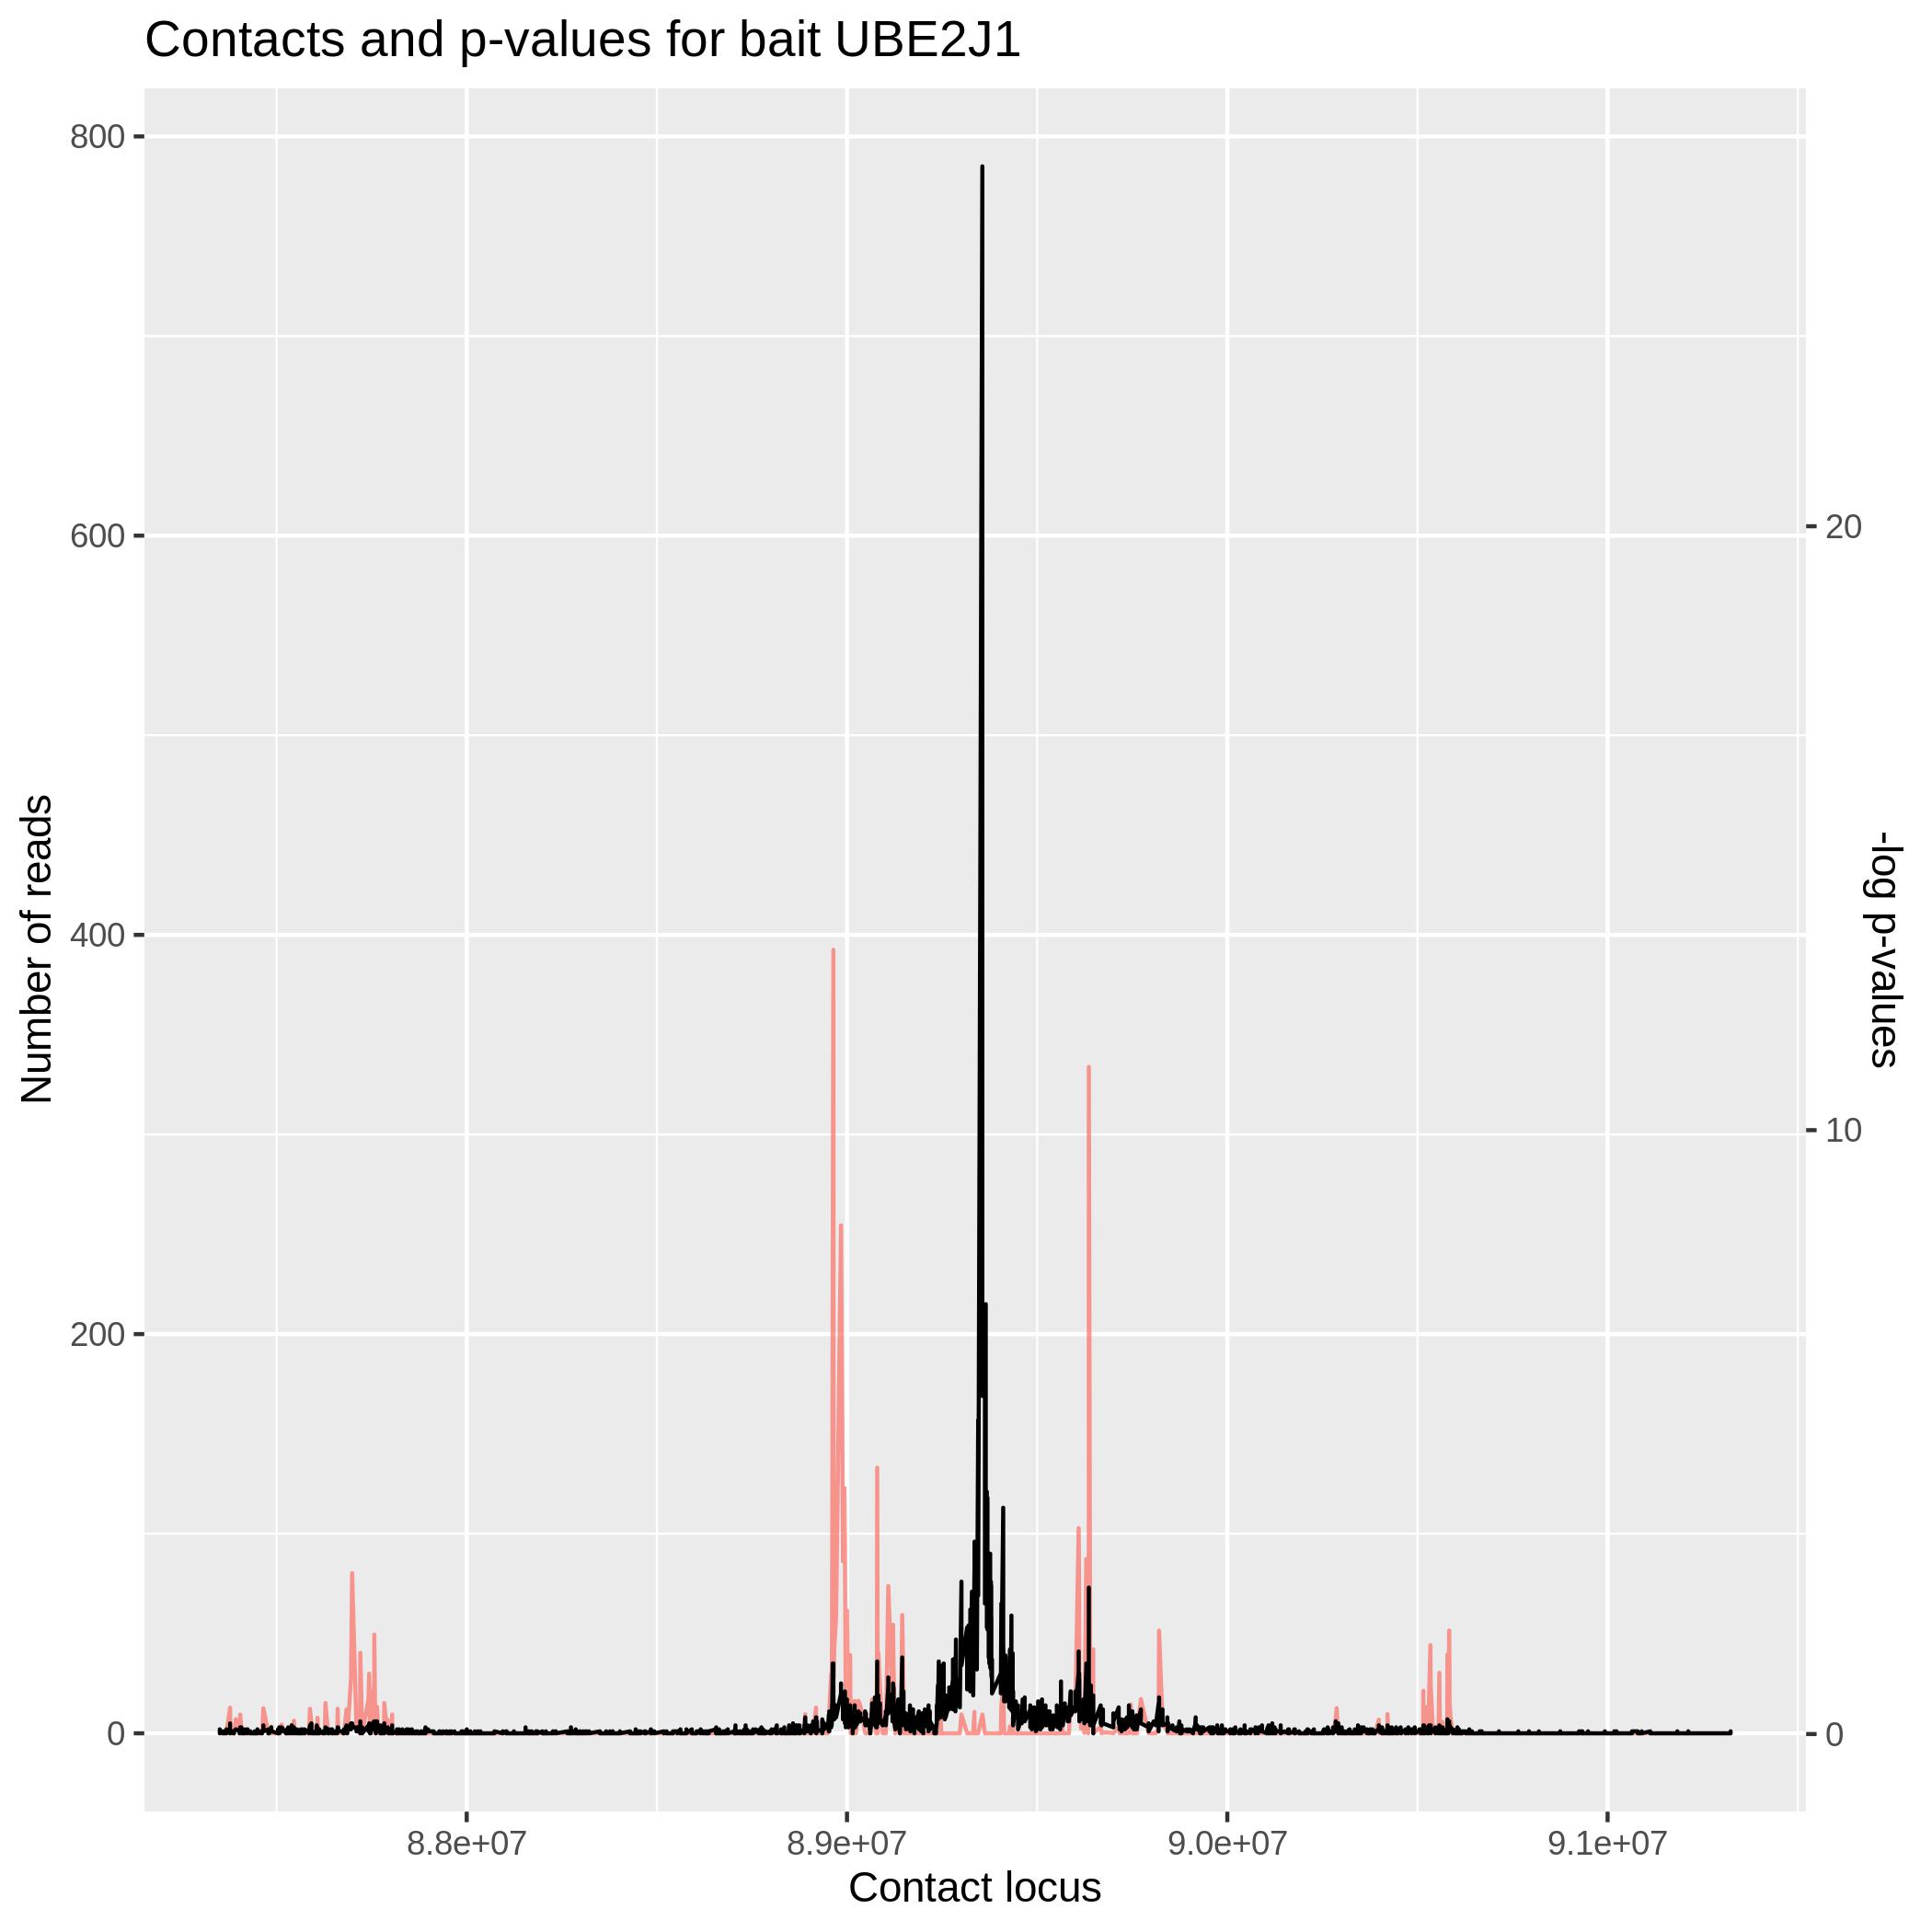 Contacts and p-values for bait UBE2J1
800
600
400
200
0
Number of reads
20
10
0
-log p-values
8.8e+07
8.9e+07
9.0e+07
9.1e+07
Contact locus